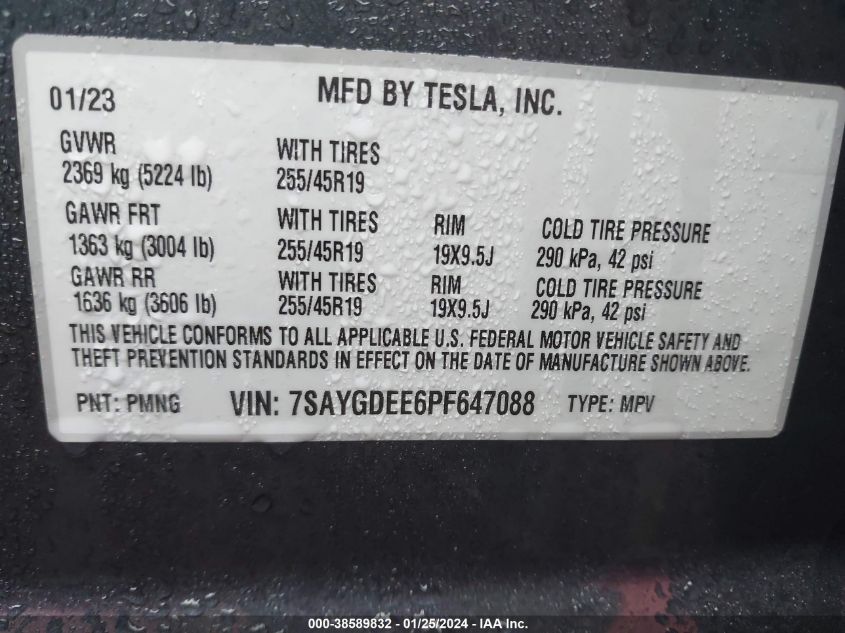 01/23 MFD BY TESLA, INC.
GVWR WITH TIRES
2369 kg (5224 lb) 255/45R19
GAWR FRT WITH TIRES RIM COLD TIRE PRESSURE
1363 kg (3004 lb) 255/45R19 19X9.5J 290 kPa, 42 psi
GAWR RR WITH TIRES RIM COLD TIRE PRESSURE
1636 kg (3606 lb) 255/45R19 19X9.5J 290 kPa, 42 psi
THIS VEHICLE CONFORMS TO ALL APPLICABLE U.S. FEDERAL MOTOR VEHICLE SAFETY AND
THEFT PREVENTION STANDARDS IN EFFECT ON THE DATE OF MANUFACTURE SHOWN ABOVE.
PNT: PMNG VIN: 7SAYGDEE6PF647088 TYPE: MPV
000-38589832 - 01/25/2024 - IAA Inc.